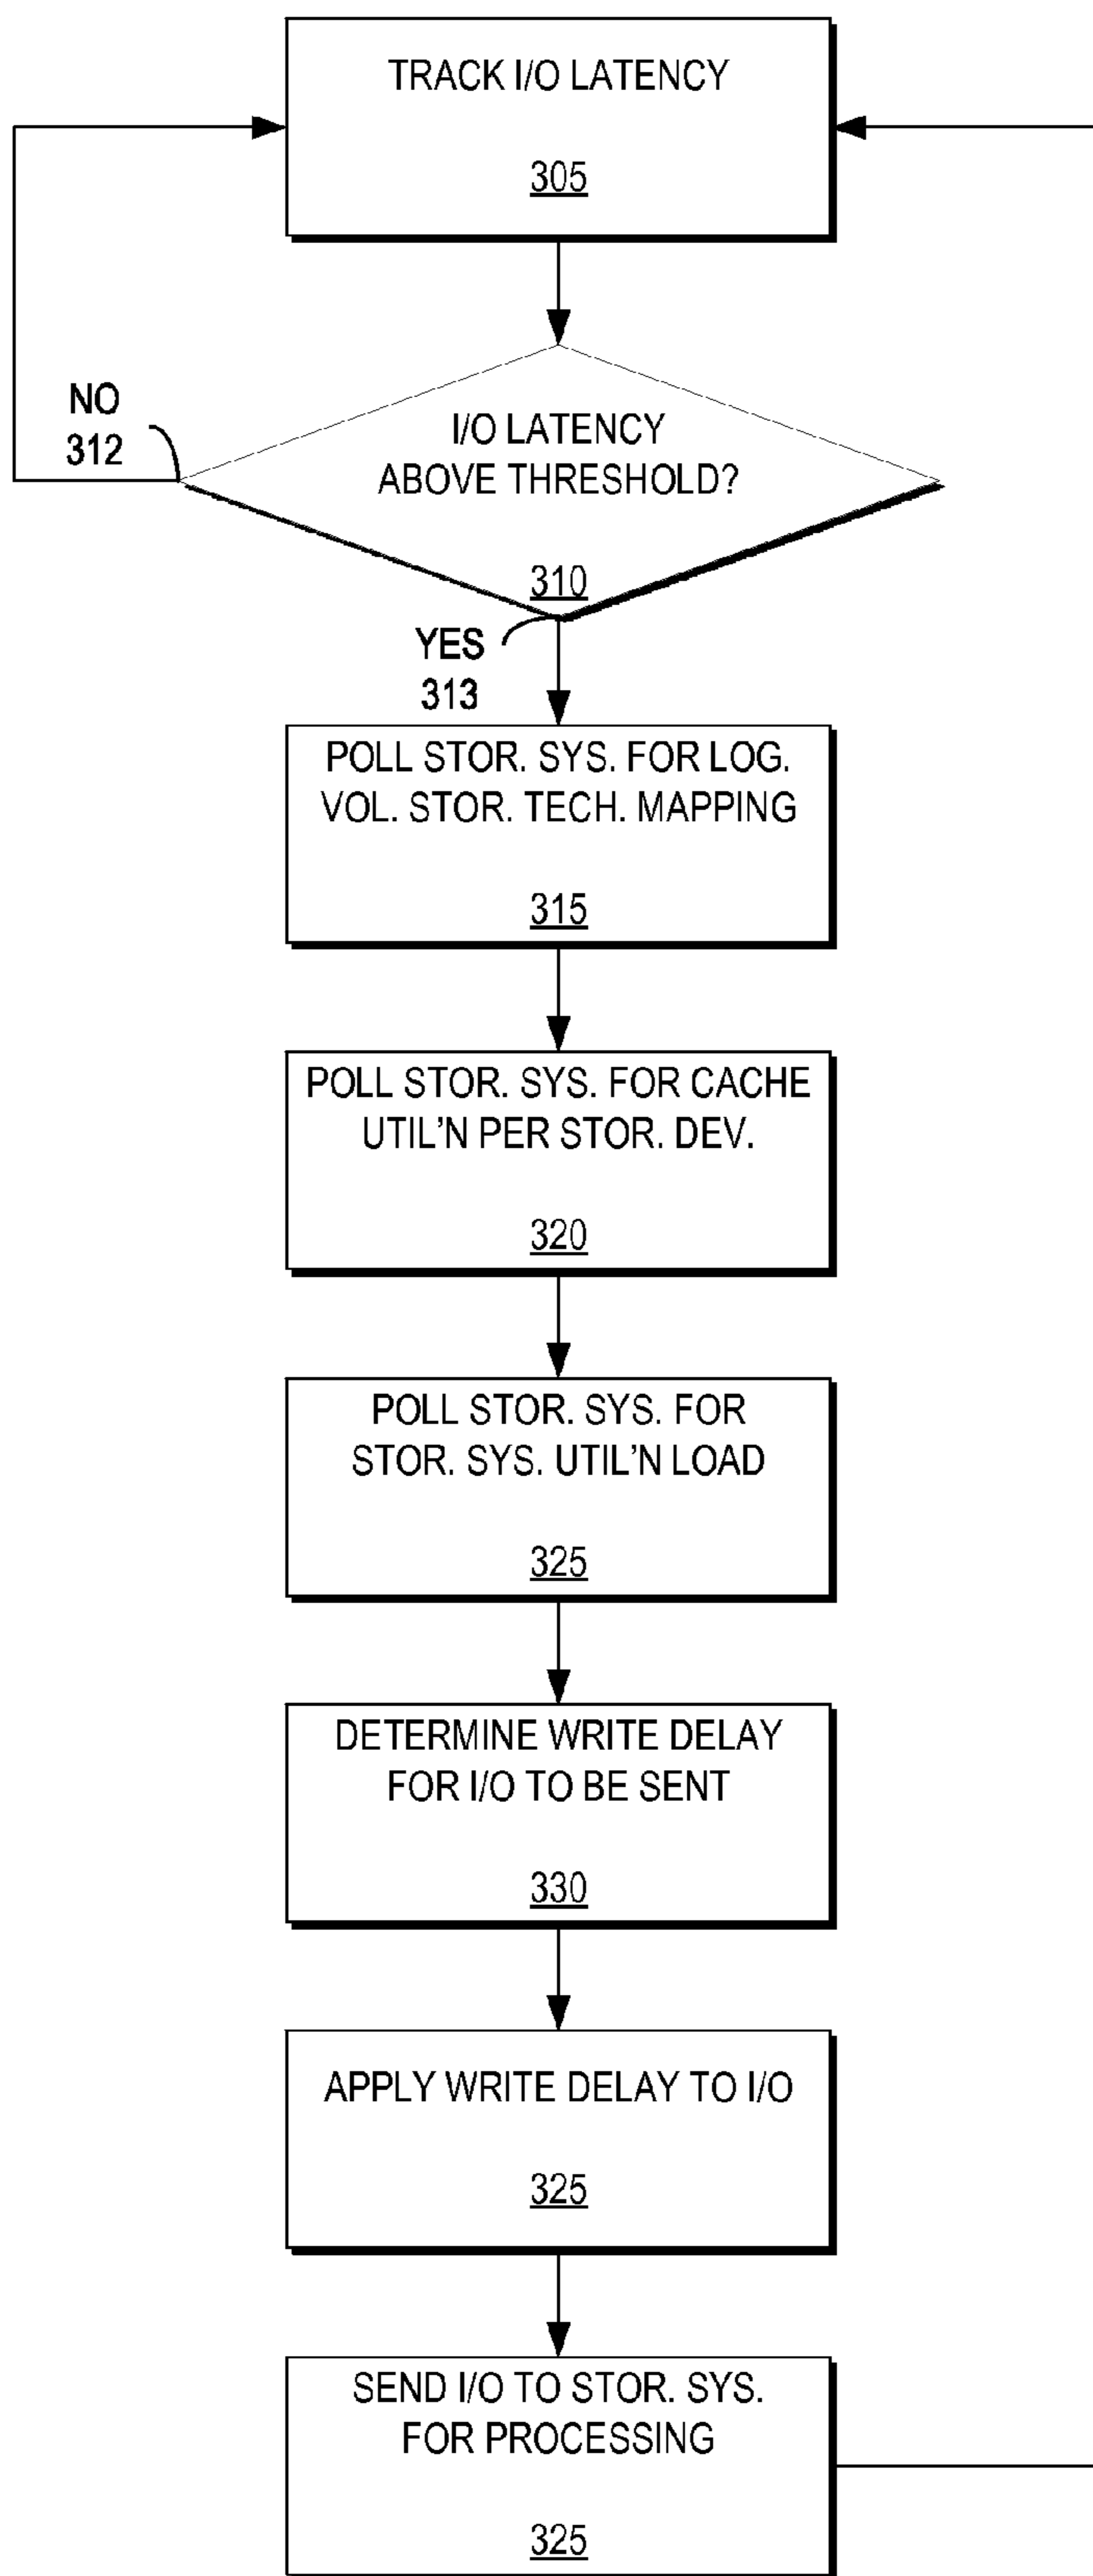 TRACK I/O LATENCY
305
NO
312
I/O LATENCY
ABOVE THRESHOLD?
310
YES
313
POLL STOR. SYS. FOR LOG.
VOL. STOR. TECH. MAPPING
315
POLL STOR. SYS. FOR CACHE
UTIL'N PER STOR. DEV.
320
POLL STOR. SYS. FOR
STOR. SYS. UTIL'N LOAD
325
DETERMINE WRITE DELAY
FOR I/O TO BE SENT
330
APPLY WRITE DELAY TO I/O
325
SEND I/O TO STOR. SYS.
FOR PROCESSING
325